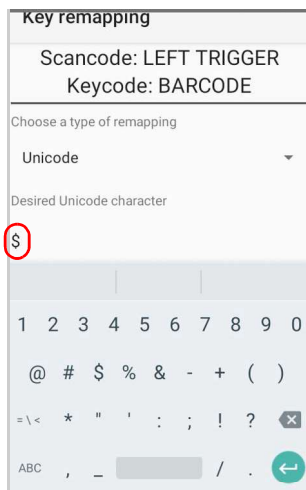 Key remapping
Scancode: LEFT TRIGGER
Keycode: BARCODE
Choose a type of remapping
Unicode
Desired Unicode character
$
1 2 3 4 5 6 7 8 9 0
@ # $ % & - + ( )
= \ < * " ' : ; ! ?
ABC , _ / .